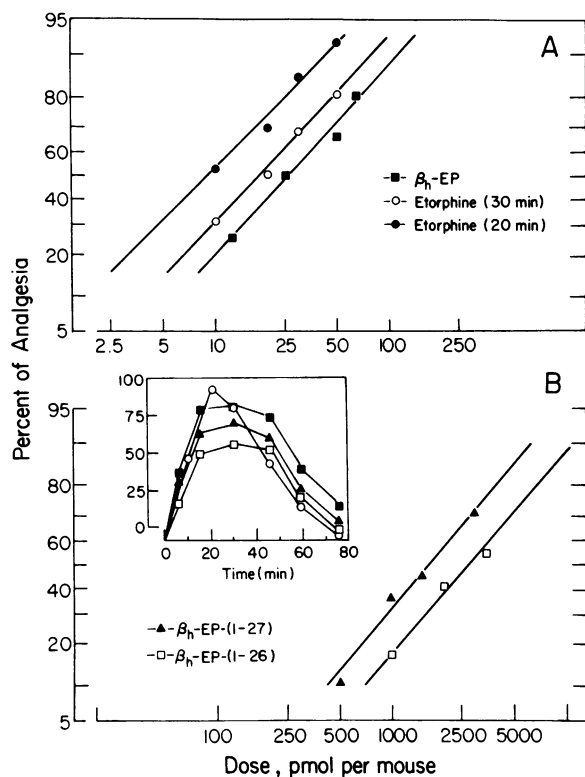 A
95
80
60
40
20
5
■ βh-EP
○ Etorphine (30 min)
● Etorphine (20 min)
2.5 5 10 25 50 100 250
Percent of Analgesia
B
95
80
60
40
20
5
100
75
50
25
0
0 20 40 60 80
Time (min)
▲ βh-EP-(1-27)
□ βh-EP-(1-26)
100 250 500 1000 2500 5000
Dose, pmol per mouse